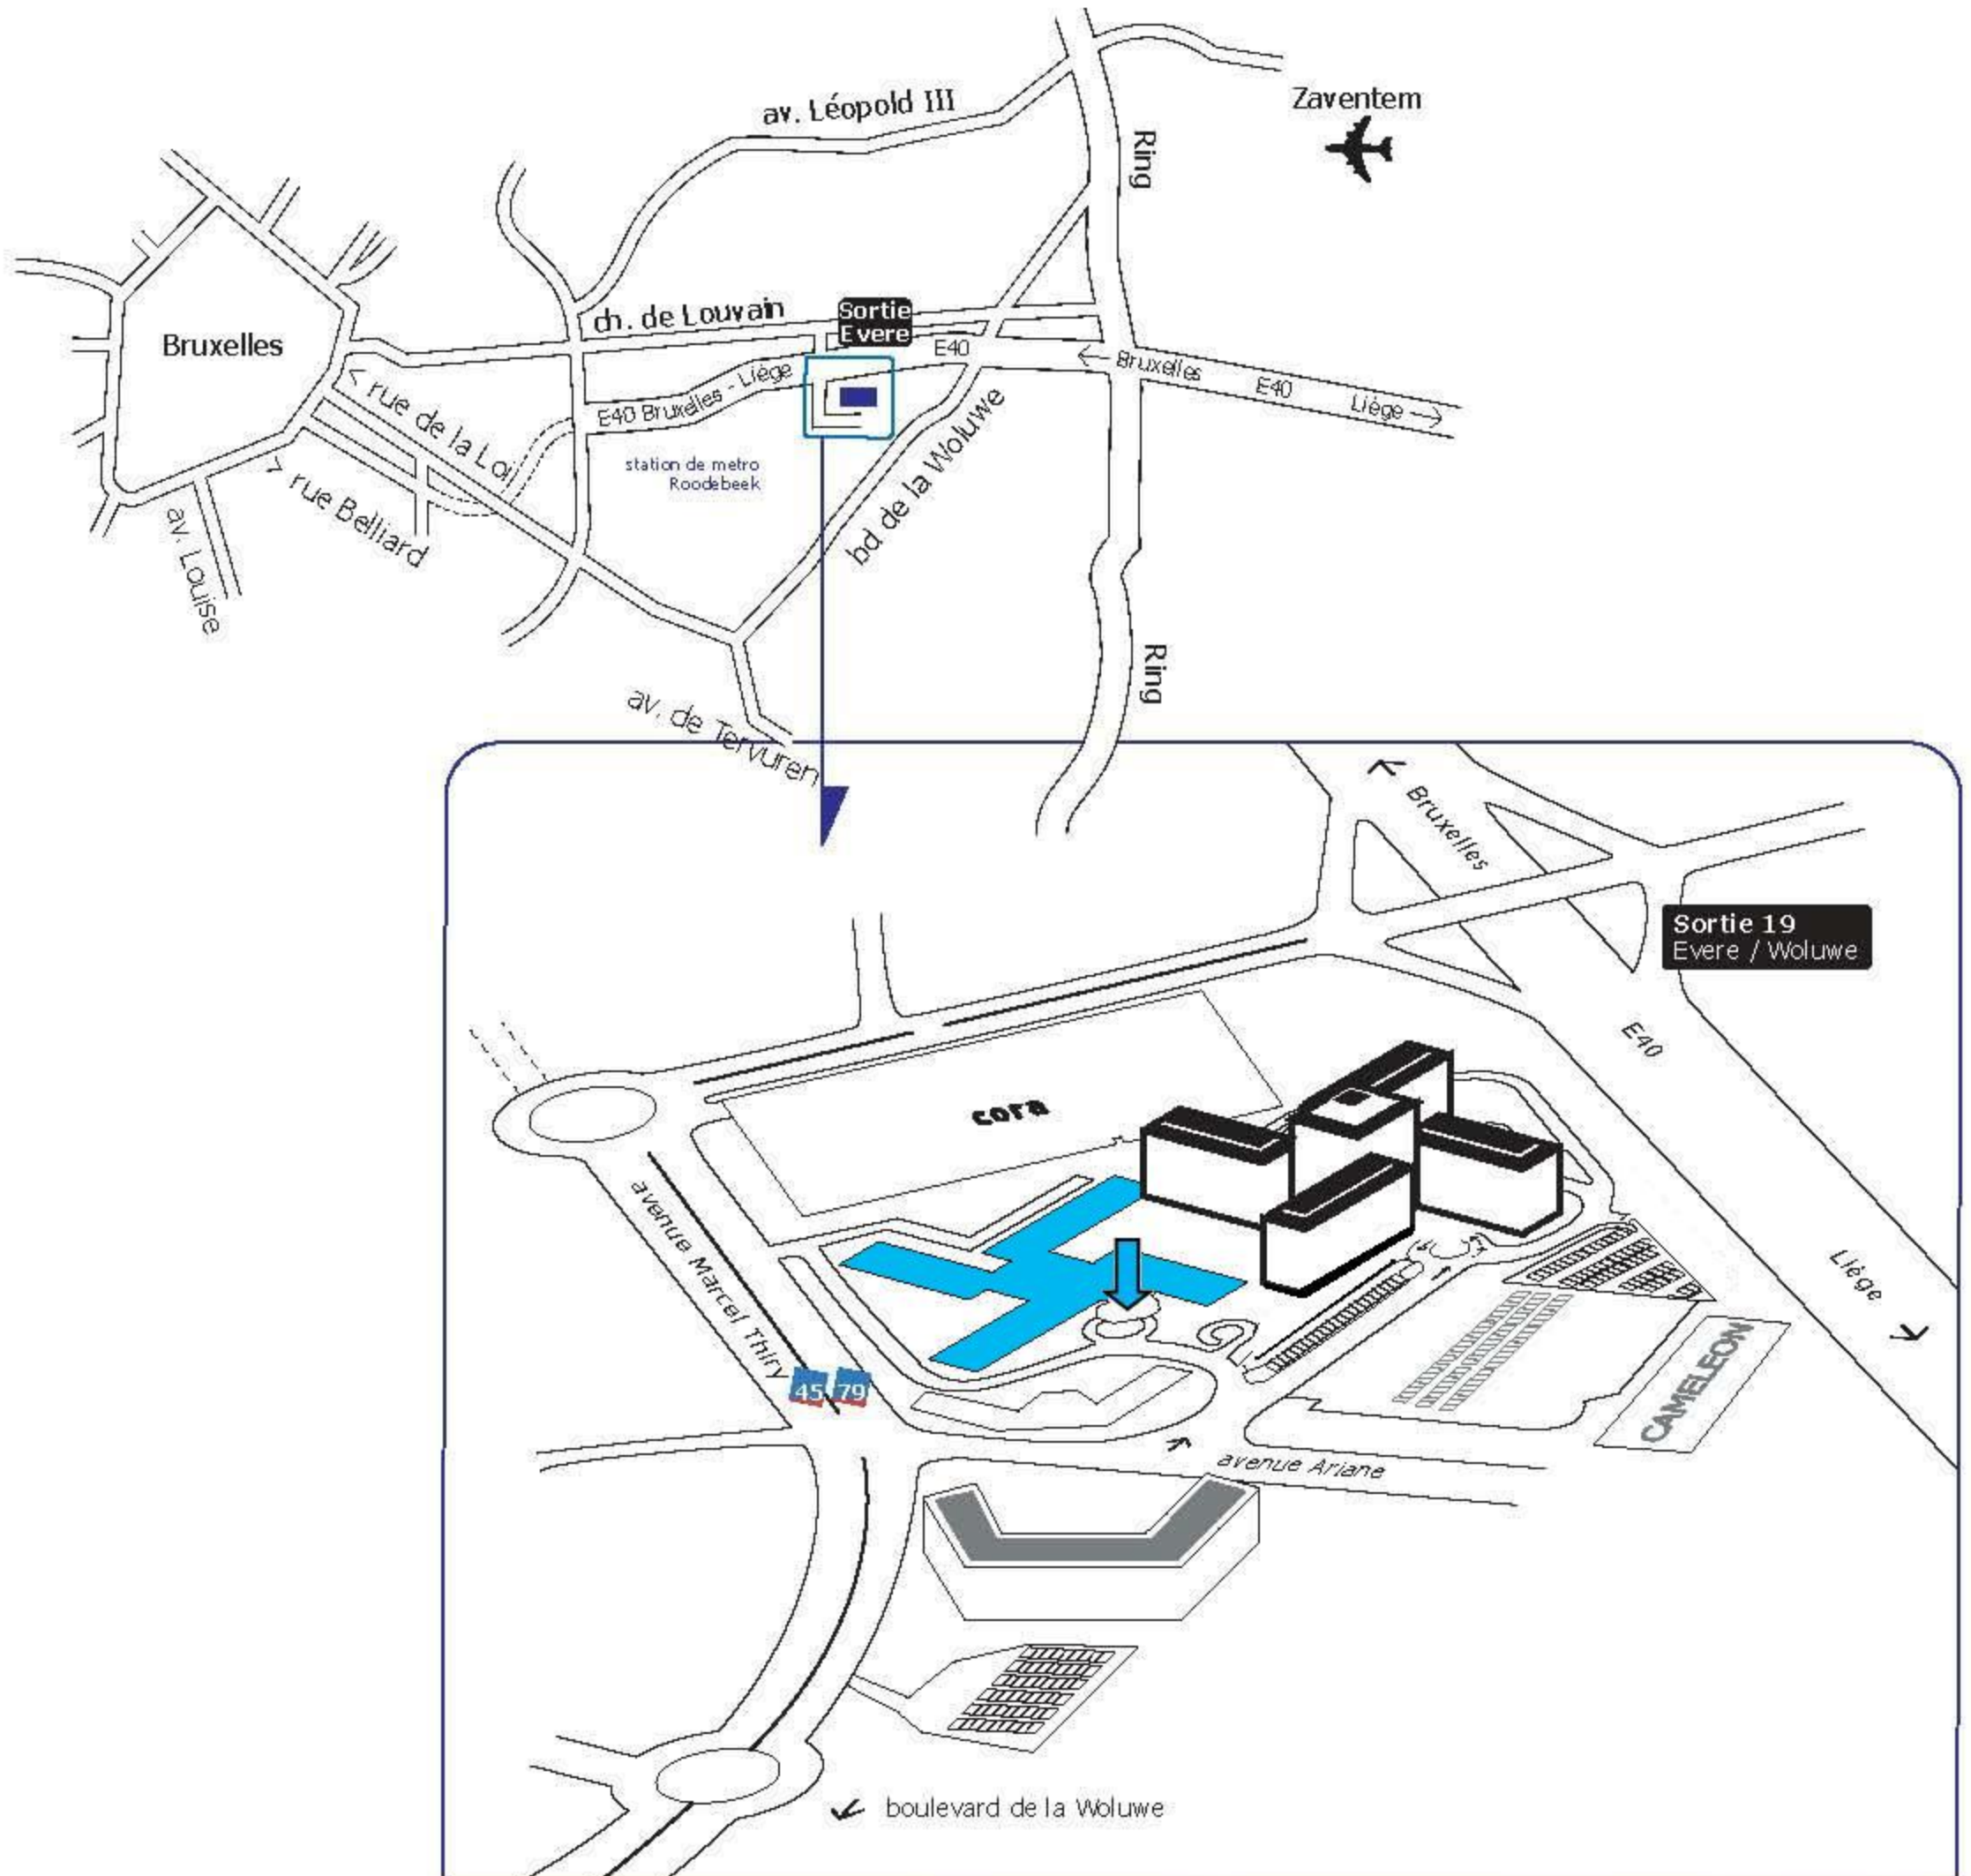 Zaventem
av. Léopold III
Ring
ch. de Louvain
Sortie
Evere
Bruxelles
E40
← Bruxelles
E40
Liège →
< rue de la Loi
E40 Bruxelles - Liège
station de metro
Roodebeek
bd de la Woluwe
> rue Belliard
av. Louise
Ring
av. de Tervuren
← Bruxelles
Sortie 19
Evere / Woluwe
E40
cora
avenue Marcel Thiry
Liège
45 79
CAMELEON
avenue Ariane
boulevard de la Woluwe